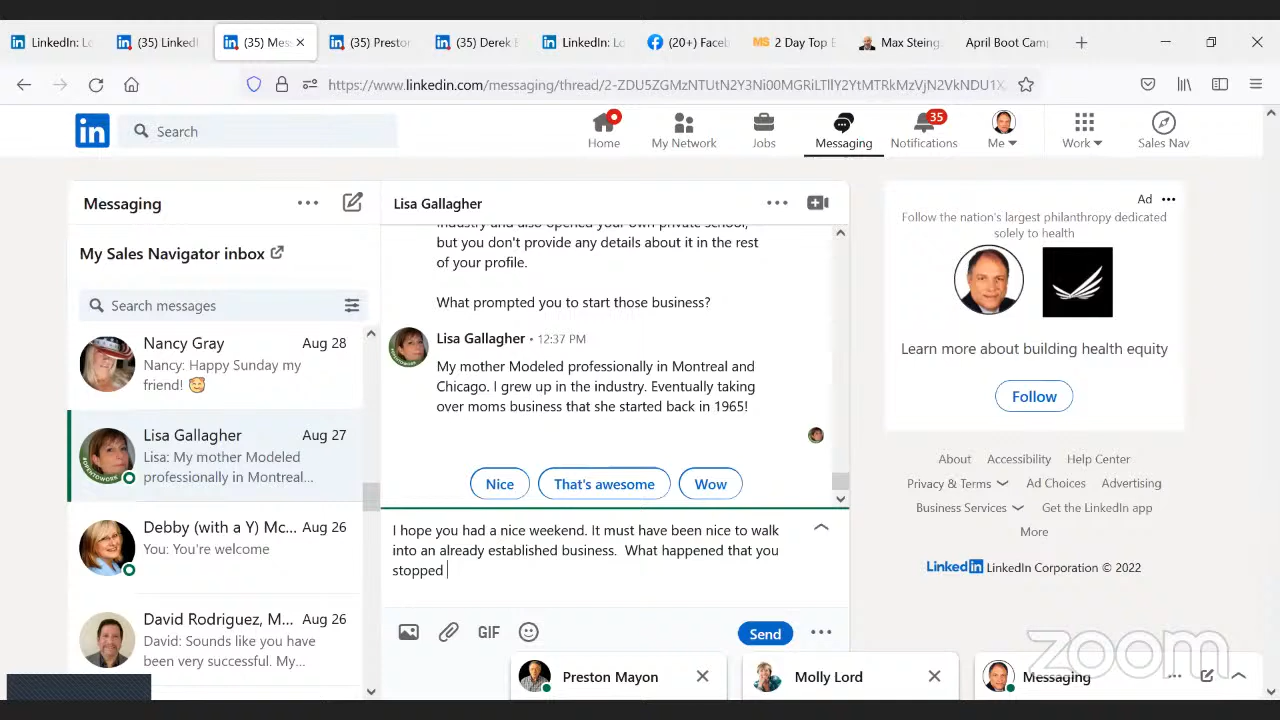 LinkedIn: Lo
(35) Linkedl
(35) Mes
(35) Prestor
(35) Derek B
LinkedIn: Lo
(20+) Faceb
MS 2 Day Top E
Max Steing
April Boot Cam
https://www.linkedin.com/messaging/thread/2-ZDU5ZGMzNTUtN2Y3Ni00MGRiLTllY2YtMTRkMzVjN2VkNDU1X
in
Search
Home
My Network
Jobs
Messaging
35
Notifications
Me
Work
Sales Nav
Messaging
My Sales Navigator inbox
Search messages
Nancy Gray Aug 28
Nancy: Happy Sunday my
friend! 🥰
Lisa Gallagher Aug 27
Lisa: My mother Modeled
professionally in Montreal...
Debby (with a Y) Mc... Aug 26
You: You're welcome
David Rodriguez, M... Aug 26
David: Sounds like you have
been very successful. My...
Lisa Gallagher
industry and also opened your own private school,
but you don't provide any details about it in the rest
of your profile.
What prompted you to start those business?
Lisa Gallagher • 12:37 PM
My mother Modeled professionally in Montreal and
Chicago. I grew up in the industry. Eventually taking
over moms business that she started back in 1965!
Nice
That's awesome
Wow
I hope you had a nice weekend. It must have been nice to walk
into an already established business.  What happened that you
stopped
GIF
Send
Preston Mayon
Molly Lord
Messaging
Ad
Follow the nation's largest philanthropy dedicated
solely to health
Learn more about building health equity
Follow
About Accessibility Help Center
Privacy & Terms Ad Choices Advertising
Business Services Get the LinkedIn app
More
LinkedIn LinkedIn Corporation © 2022
zoom